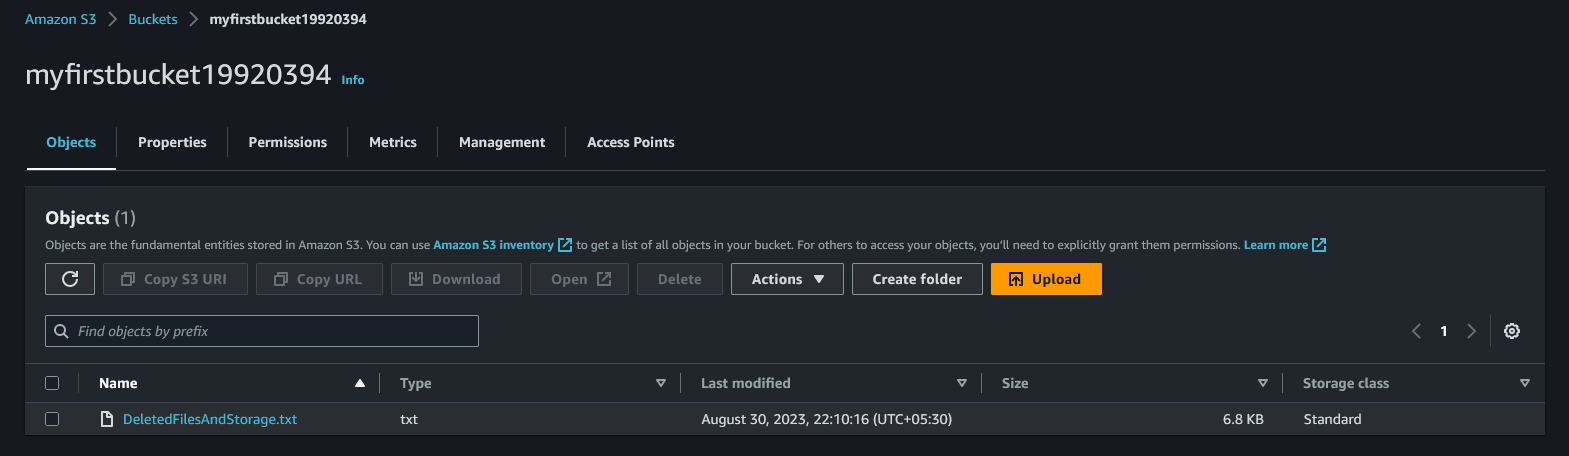 Amazon S3 > Buckets > myfirstbucket19920394
myfirstbucket19920394 Info
Objects Properties Permissions Metrics Management Access Points
Objects (1)
Objects are the fundamental entities stored in Amazon S3. You can use Amazon S3 inventory to get a list of all objects in your bucket. For others to access your objects, you'll need to explicitly grant them permissions. Learn more
Copy S3 URI Copy URL Download Open Delete Actions Create folder Upload
Find objects by prefix 1
Name Type Last modified Size Storage class
DeletedFilesAndStorage.txt txt August 30, 2023, 22:10:16 (UTC+05:30) 6.8 KB Standard